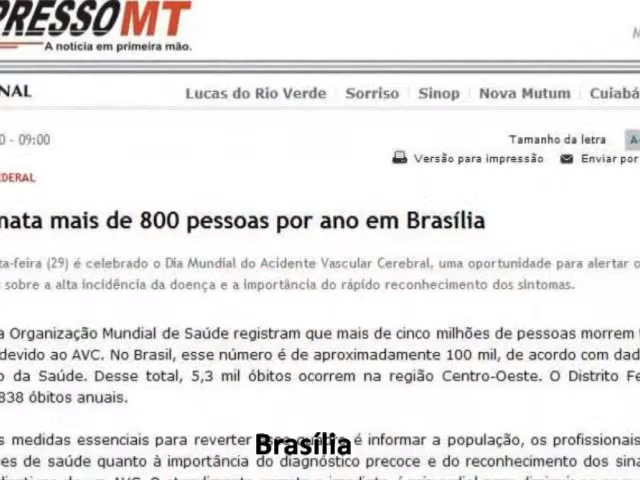 PRESSOMT
A notícia em primeira mão.
NAL
Lucas do Rio Verde Sorriso Sinop Nova Mutum Cuiabá
0 - 09:00
Tamanho da letra
Versão para impressão Enviar por
EDERAL
mata mais de 800 pessoas por ano em Brasília
ta-feira (29) é celebrado o Dia Mundial do Acidente Vascular Cerebral, uma oportunidade para alertar o
s sobre a alta incidência da doença e a importância do rápido reconhecimento dos sintomas.
a Organização Mundial de Saúde registram que mais de cinco milhões de pessoas morrem
devido ao AVC. No Brasil, esse número é de aproximadamente 100 mil, de acordo com dad
o da Saúde. Desse total, 5,3 mil óbitos ocorrem na região Centro-Oeste. O Distrito Fe
838 óbitos anuais.
s medidas essenciais para reverter é informar a população, os profissionais
es de saúde quanto à importância do diagnóstico precoce e do reconhecimento dos sina
Brasília